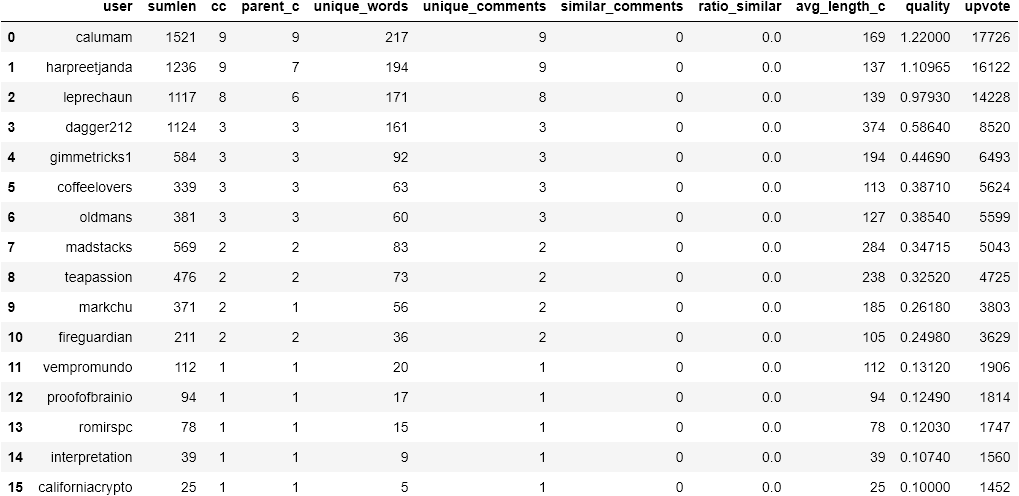 user sumlen cc parent_c unique_words unique_comments similar_comments ratio_similar avg_length_c quality upvote
0 calumam 1521 9 9 217 9 0 0.0 169 1.22000 17726
1 harpreetjanda 1236 9 7 194 9 0 0.0 137 1.10965 16122
2 leprechaun 1117 8 6 171 8 0 0.0 139 0.97930 14228
3 dagger212 1124 3 3 161 3 0 0.0 374 0.58640 8520
4 gimmetricks1 584 3 3 92 3 0 0.0 194 0.44690 6493
5 coffeelovers 339 3 3 63 3 0 0.0 113 0.38710 5624
6 oldmans 381 3 3 60 3 0 0.0 127 0.38540 5599
7 madstacks 569 2 2 83 2 0 0.0 284 0.34715 5043
8 teapassion 476 2 2 73 2 0 0.0 238 0.32520 4725
9 markchu 371 2 1 56 2 0 0.0 185 0.26180 3803
10 fireguardian 211 2 2 36 2 0 0.0 105 0.24980 3629
11 vempromundo 112 1 1 20 1 0 0.0 112 0.13120 1906
12 proofofbrainio 94 1 1 17 1 0 0.0 94 0.12490 1814
13 romirspc 78 1 1 15 1 0 0.0 78 0.12030 1747
14 interpretation 39 1 1 9 1 0 0.0 39 0.10740 1560
15 californiacrypto 25 1 1 5 1 0 0.0 25 0.10000 1452